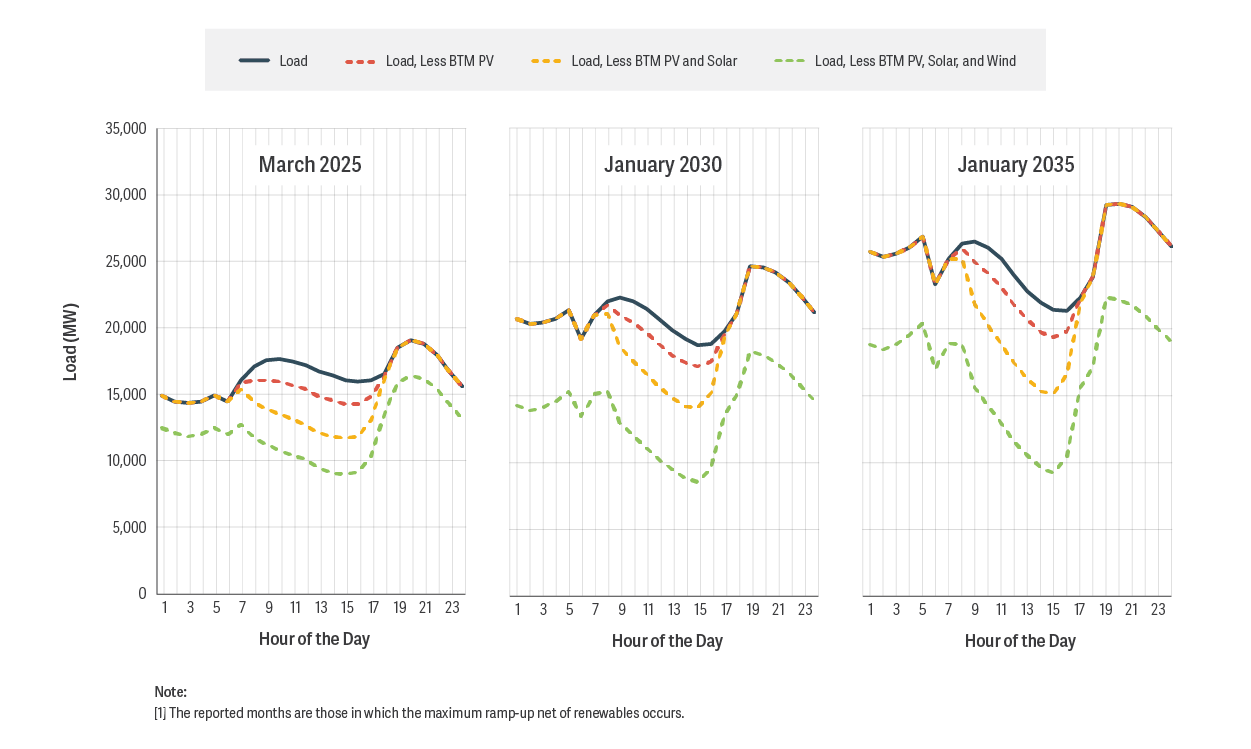 Load
Load, Less BTM PV
Load, Less BTM PV and Solar
Load, Less BTM PV, Solar, and Wind
March 2025
January 2030
January 2035
Load (MW)
35,000
30,000
25,000
20,000
15,000
10,000
5,000
0
1 3 5 7 9 11 13 15 17 19 21 23
1 3 5 7 9 11 13 15 17 19 21 23
1 3 5 7 9 11 13 15 17 19 21 23
Hour of the Day
Hour of the Day
Hour of the Day
Note:
[1] The reported months are those in which the maximum ramp-up net of renewables occurs.